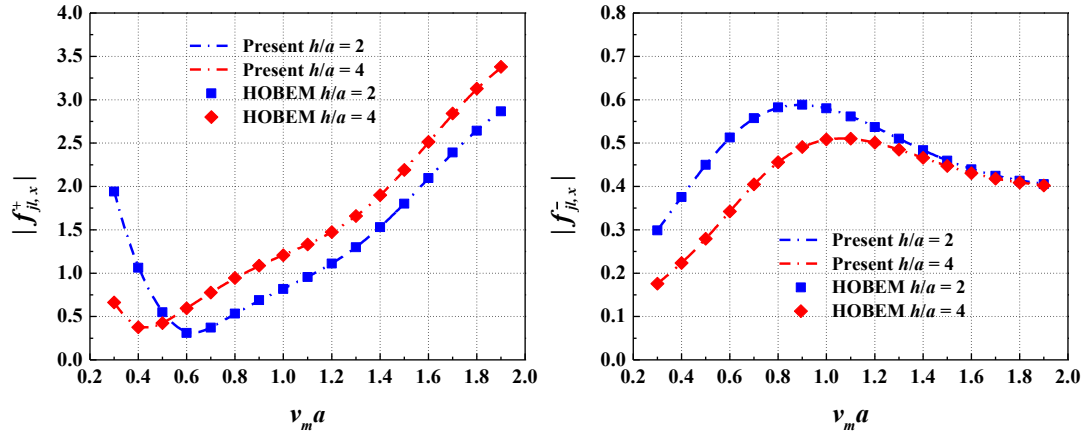 4.0
3.5
3.0
2.5
2.0
1.5
1.0
0.5
0.0
| f⁺ jl,x |
Present h/a = 2
Present h/a = 4
HOBEM h/a = 2
HOBEM h/a = 4
0.2 0.4 0.6 0.8 1.0 1.2 1.4 1.6 1.8 2.0
νₘa
0.8
0.7
0.6
0.5
0.4
0.3
0.2
0.1
0.0
| f⁻ jl,x |
Present h/a = 2
Present h/a = 4
HOBEM h/a = 2
HOBEM h/a = 4
0.2 0.4 0.6 0.8 1.0 1.2 1.4 1.6 1.8 2.0
νₘa